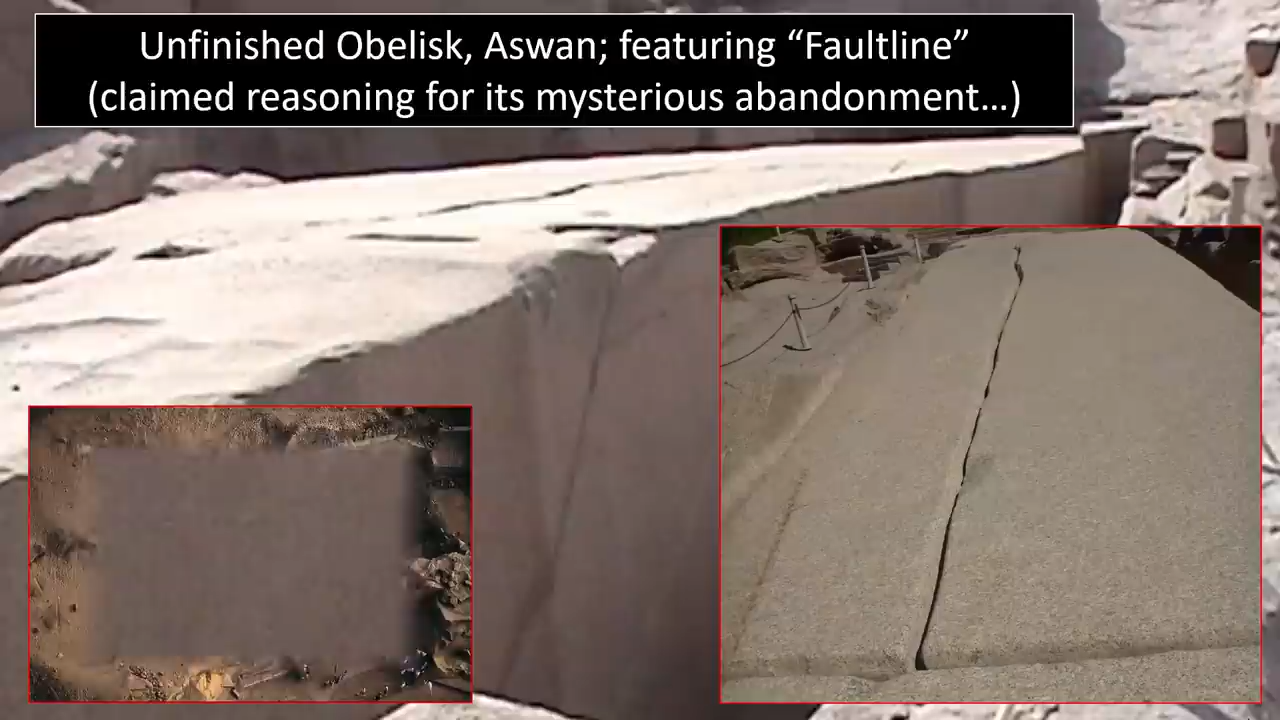 Unfinished Obelisk, Aswan; featuring “Faultline”
(claimed reasoning for its mysterious abandonment…)